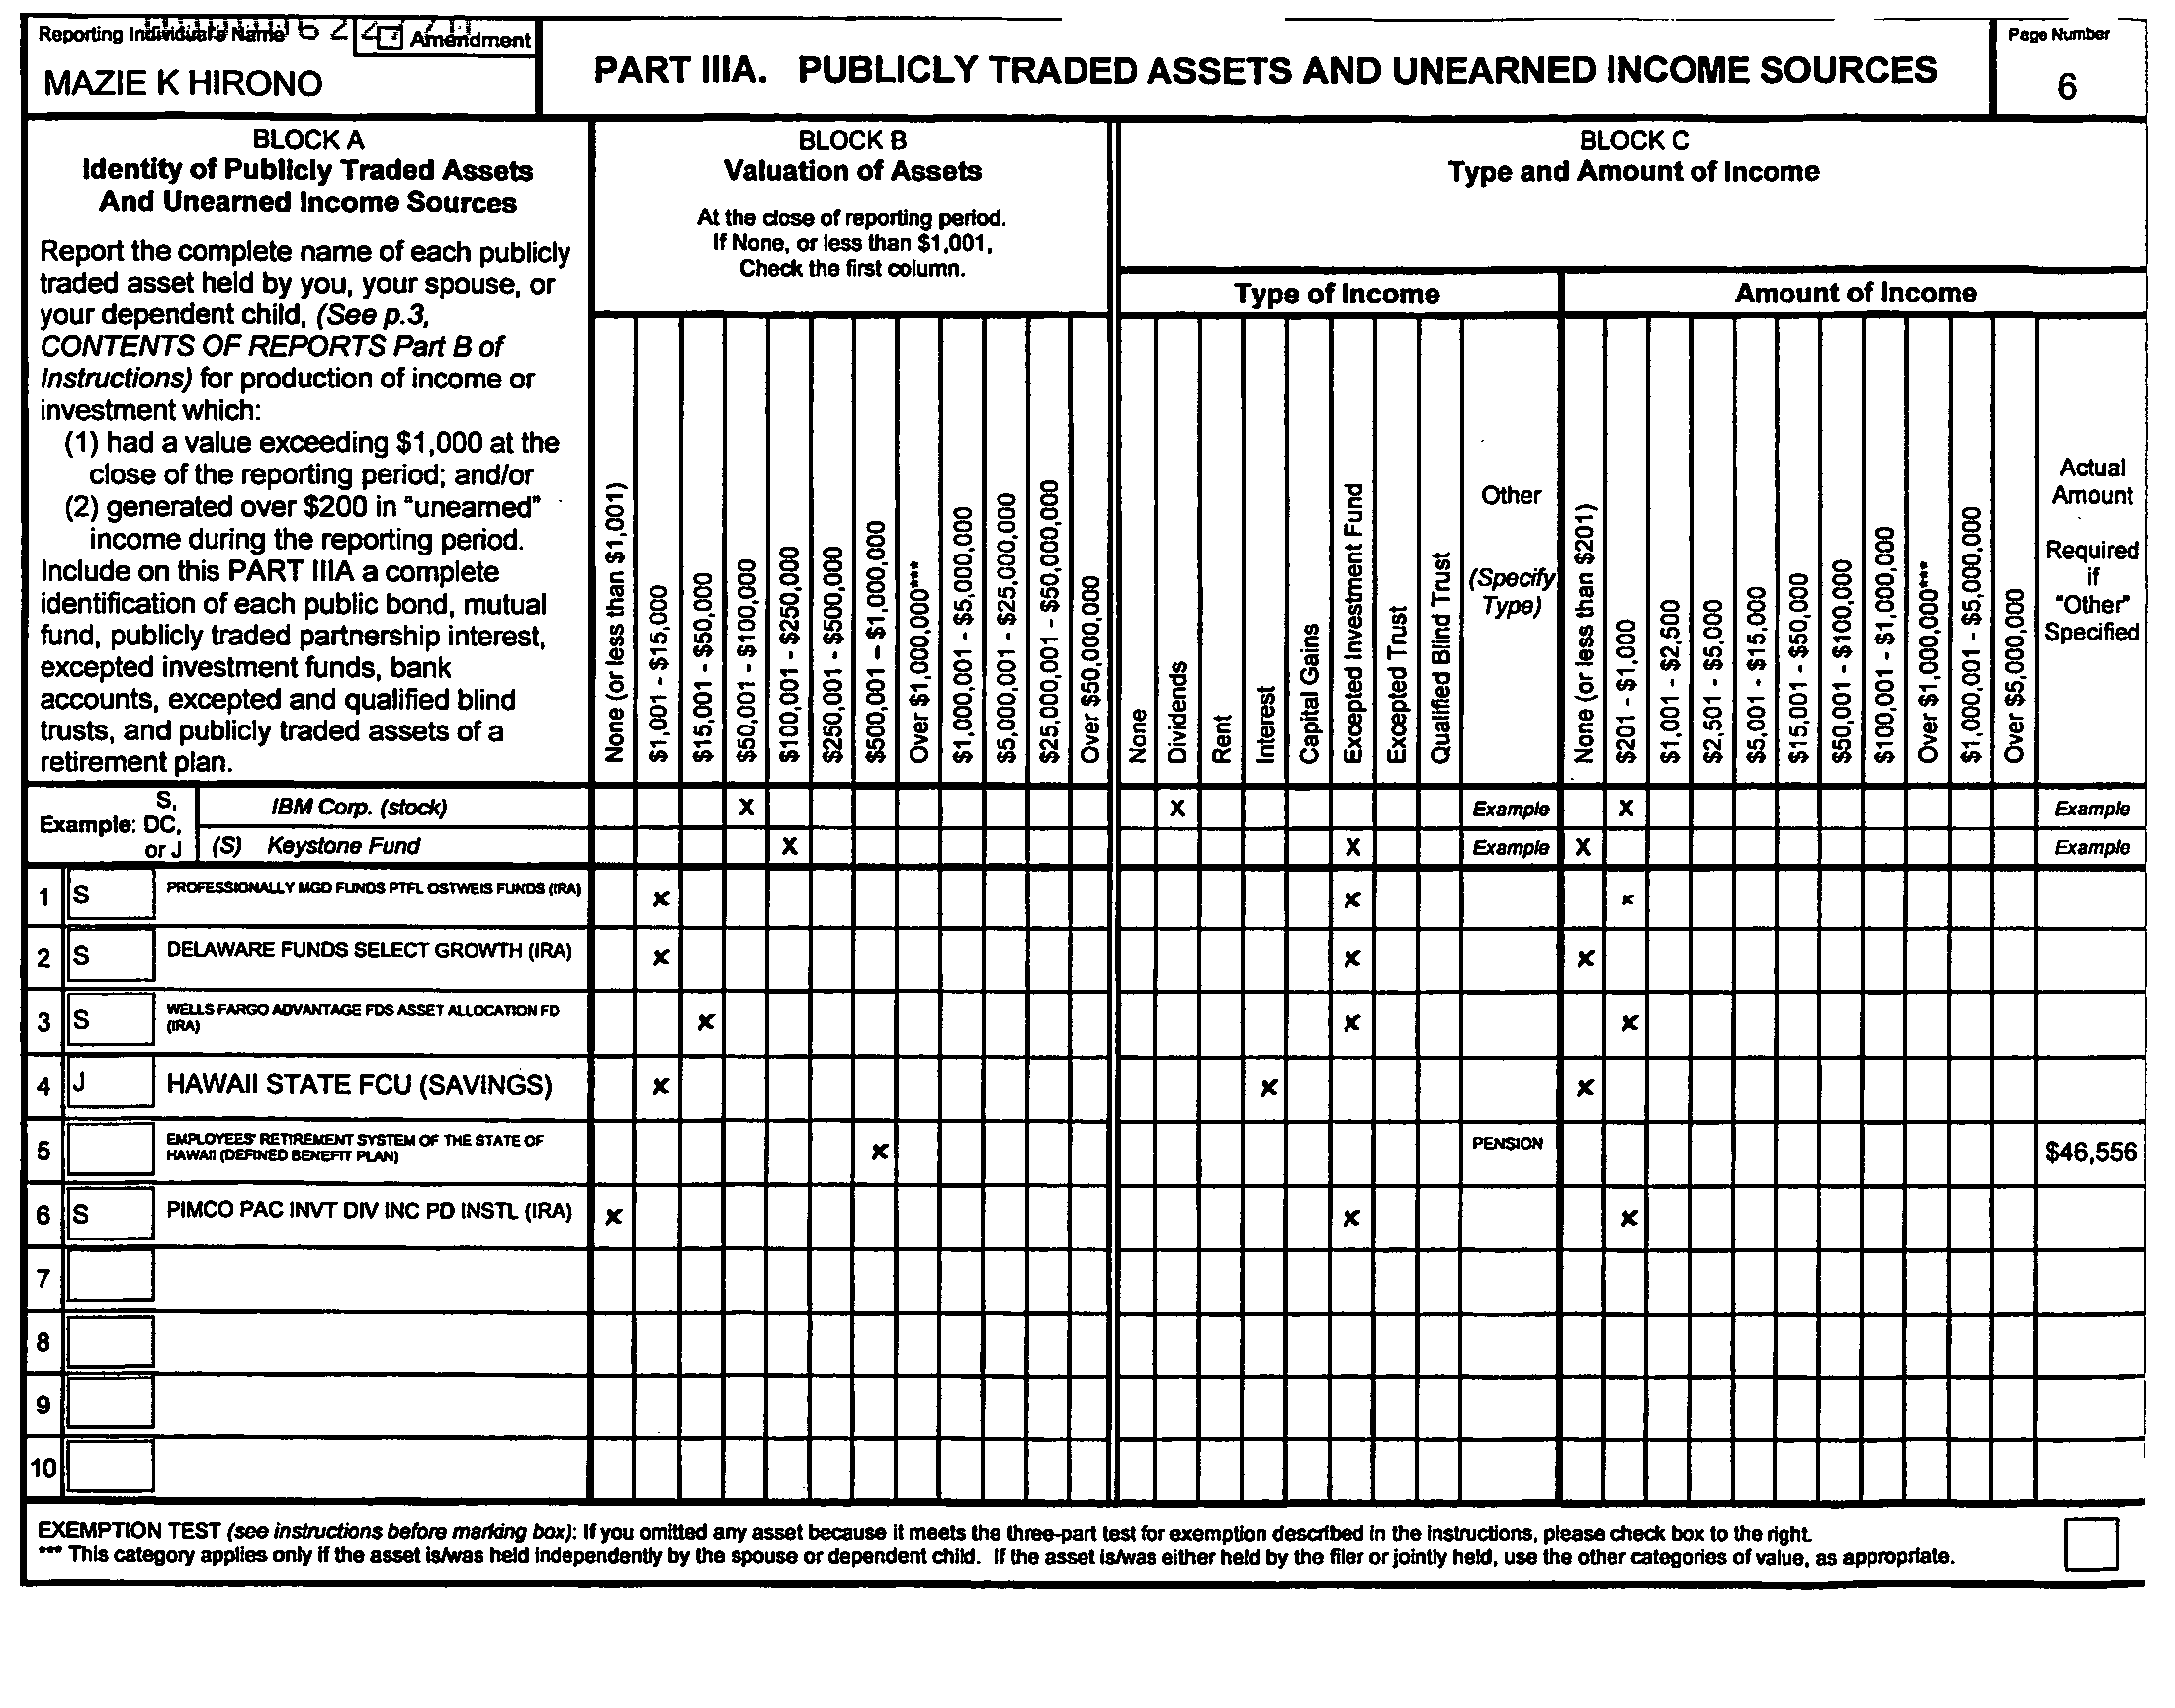 Reporting Individual's Name
Amendment
MAZIE K HIRONO
PART IIIA. PUBLICLY TRADED ASSETS AND UNEARNED INCOME SOURCES
Page Number
6
BLOCK A
Identity of Publicly Traded Assets
And Unearned Income Sources
Report the complete name of each publicly
traded asset held by you, your spouse, or
your dependent child, (See p.3,
CONTENTS OF REPORTS Part B of
Instructions) for production of income or
investment which:
(1) had a value exceeding $1,000 at the
close of the reporting period; and/or
(2) generated over $200 in "unearned"
income during the reporting period.
Include on this PART IIIA a complete
identification of each public bond, mutual
fund, publicly traded partnership interest,
excepted investment funds, bank
accounts, excepted and qualified blind
trusts, and publicly traded assets of a
retirement plan.
BLOCK B
Valuation of Assets
At the close of reporting period.
If None, or less than $1,001,
Check the first column.
None (or less than $1,001)
$1,001 - $15,000
$15,001 - $50,000
$50,001 - $100,000
$100,001 - $250,000
$250,001 - $500,000
$500,001 – $1,000,000
Over $1,000,000***
$1,000,001 - $5,000,000
$5,000,001 - $25,000,000
$25,000,001 - $50,000,000
Over $50,000,000
BLOCK C
Type and Amount of Income
Type of Income
None
Dividends
Rent
Interest
Capital Gains
Excepted Investment Fund
Excepted Trust
Qualified Blind Trust
Other
(Specify
Type)
Amount of Income
None (or less than $201)
$201 - $1,000
$1,001 - $2,500
$2,501 - $5,000
$5,001 - $15,000
$15,001 - $50,000
$50,001 - $100,000
$100,001 - $1,000,000
Over $1,000,000***
$1,000,001 - $5,000,000
Over $5,000,000
Actual
Amount
Required
if
"Other"
Specified
Example: S, DC, or J
IBM Corp. (stock) X X Example X Example
(S) Keystone Fund X X Example X Example
1 S PROFESSIONALLY MGD FUNDS PTFL OSTWEIS FUNDS (IRA) X X X
2 S DELAWARE FUNDS SELECT GROWTH (IRA) X X X
3 S WELLS FARGO ADVANTAGE FDS ASSET ALLOCATION FD
(IRA) X X X
4 J HAWAII STATE FCU (SAVINGS) X X X
5 EMPLOYEES' RETIREMENT SYSTEM OF THE STATE OF
HAWAII (DEFINED BENEFIT PLAN) X PENSION $46,556
6 S PIMCO PAC INVT DIV INC PD INSTL (IRA) X X X
7
8
9
10
EXEMPTION TEST (see instructions before marking box): If you omitted any asset because it meets the three-part test for exemption described in the instructions, please check box to the right.
*** This category applies only if the asset is/was held independently by the spouse or dependent child. If the asset is/was either held by the filer or jointly held, use the other categories of value, as appropriate.